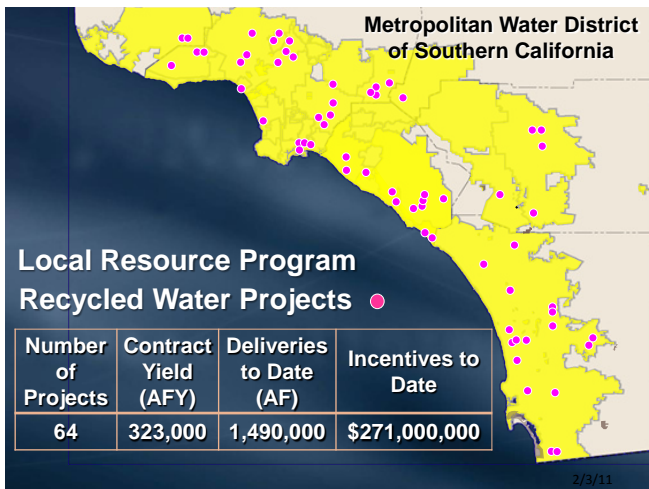 Metropolitan Water District
of Southern California
Local Resource Program
Recycled Water Projects
Number
of
Projects
Contract
Yield
(AFY)
Deliveries
to Date
(AF)
Incentives to
Date
64
323,000
1,490,000
$271,000,000
2/3/11